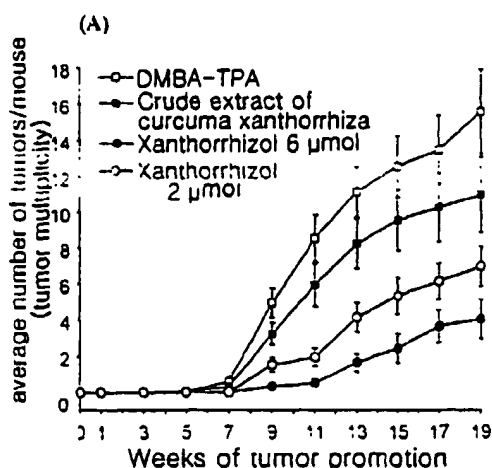 (A)
DMBA-TPA
Crude extract of
curcuma xanthorrhiza
Xanthorrhizol 6 μmol
Xanthorrhizol
2 μmol
average number of tumors/mouse
(tumor multiplicity)
18
16
14
12
10
8
6
4
2
0
0 1 3 5 7 9 11 13 15 17 19
Weeks of tumor promotion